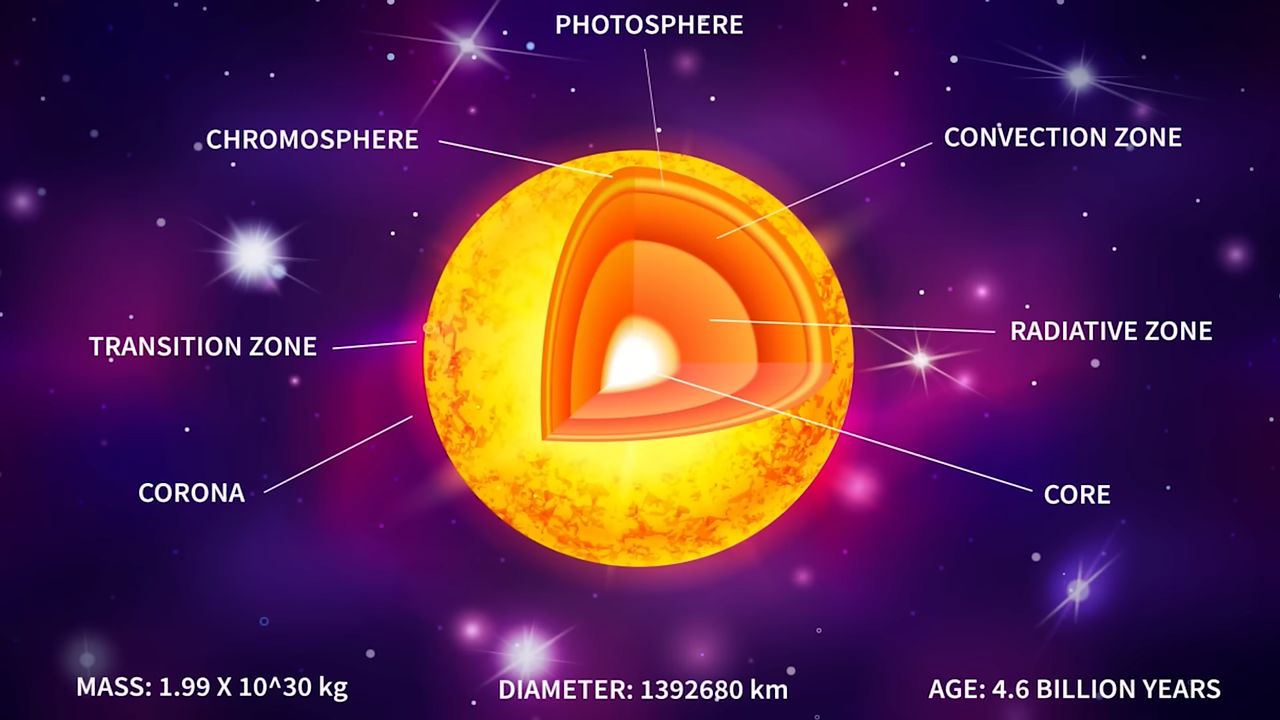 PHOTOSPHERE
CHROMOSPHERE
CONVECTION ZONE
TRANSITION ZONE
RADIATIVE ZONE
CORONA
CORE
MASS: 1.99 X 10^30 kg
DIAMETER: 1392680 km
AGE: 4.6 BILLION YEARS